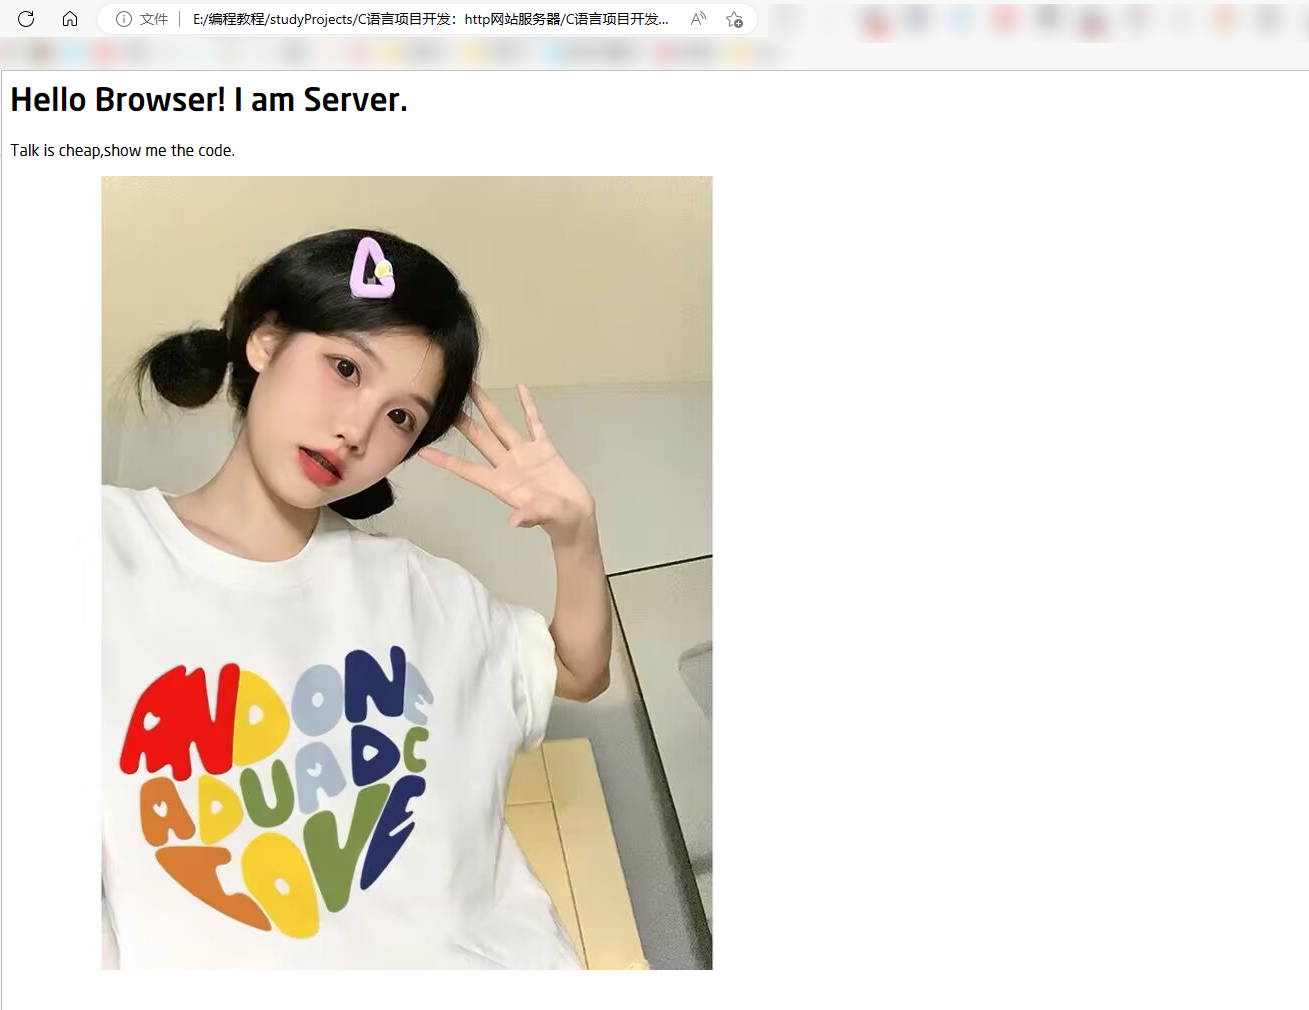 文件 E:/编程教程/studyProjects/C语言项目开发：http网站服务器/C语言项目开发...
Hello Browser! I am Server.
Talk is cheap,show me the code.
AND ONE
A DUADC
LOVE